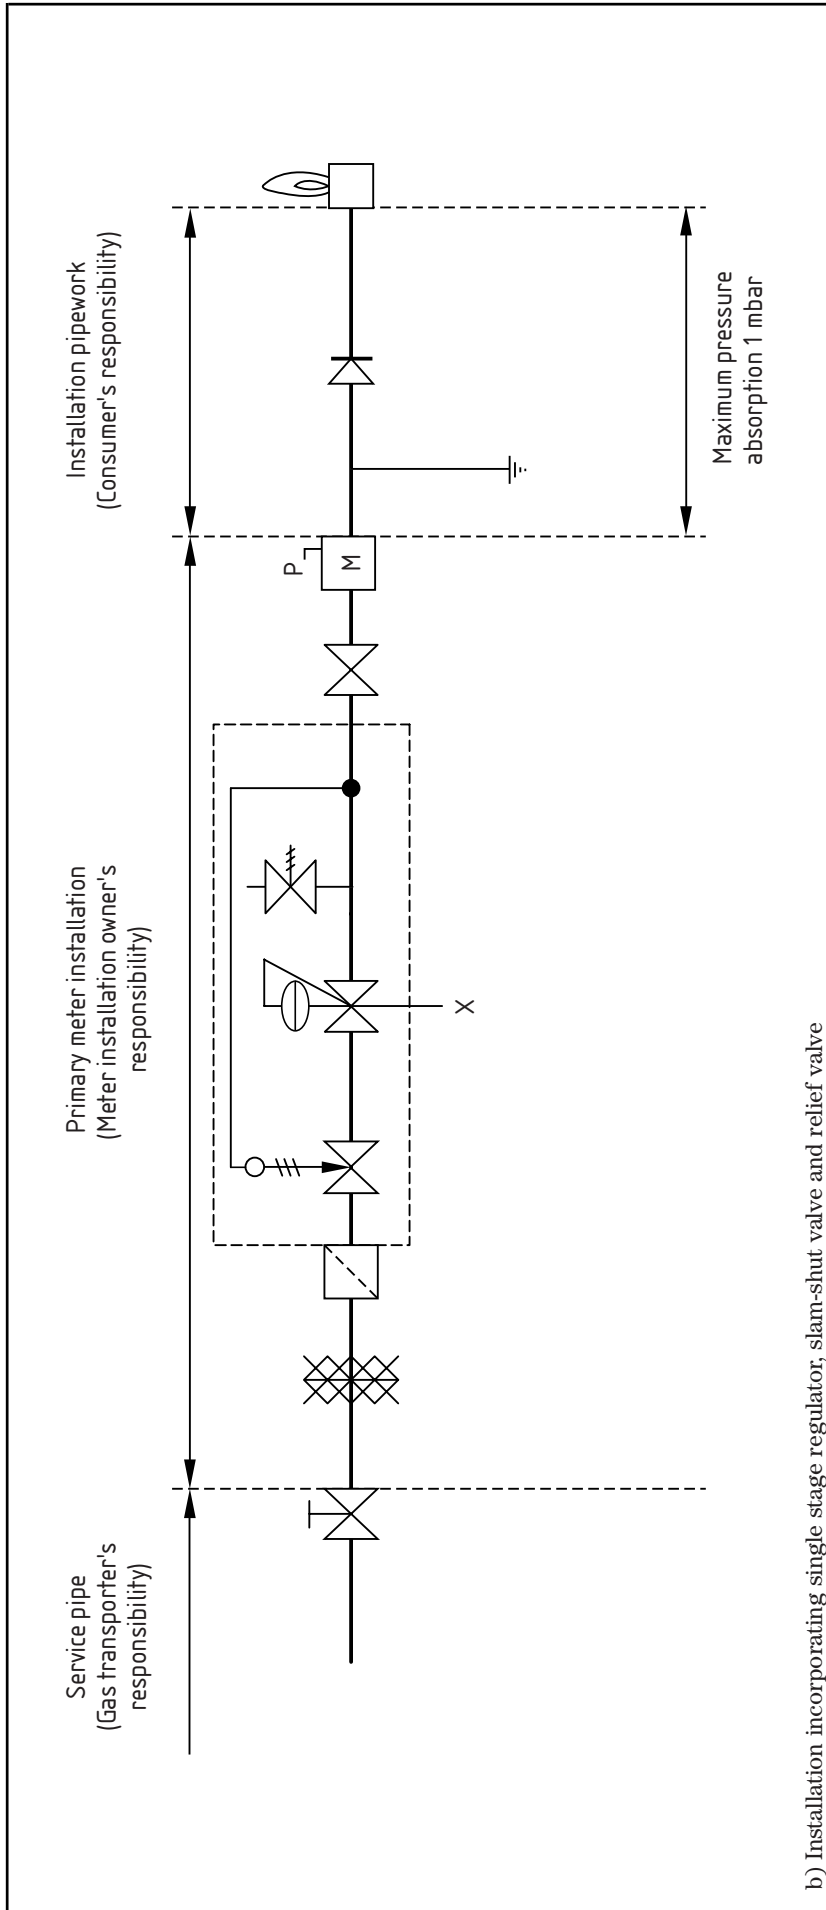 Service pipe
(Gas transporter's
responsibility)
Primary meter installation
(Meter installation owner's
responsibility)
Installation pipework
(Consumer's responsibility)
X
P
M
Maximum pressure
absorption 1 mbar
b) Installation incorporating single stage regulator, slam-shut valve and relief valve